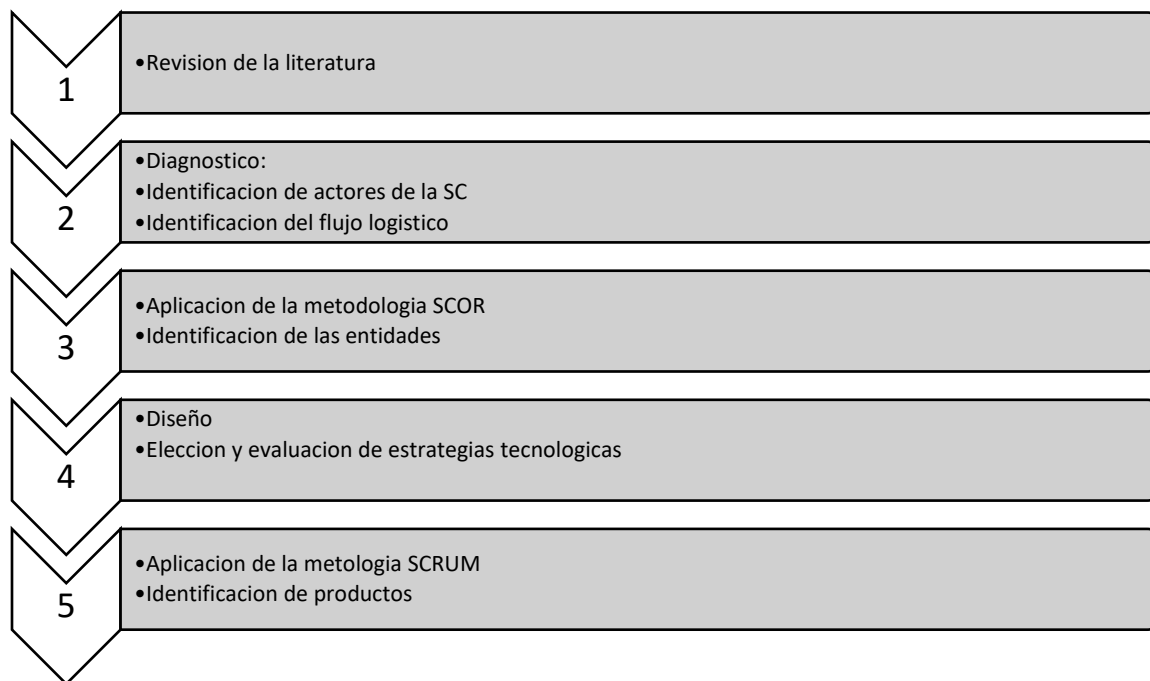 1
•Revision de la literatura
2
•Diagnostico:
•Identificacion de actores de la SC
•Identificacion del flujo logistico
3
•Aplicacion de la metodologia SCOR
•Identificacion de las entidades
4
•Diseño
•Eleccion y evaluacion de estrategias tecnologicas
5
•Aplicacion de la metologia SCRUM
•Identificacion de productos